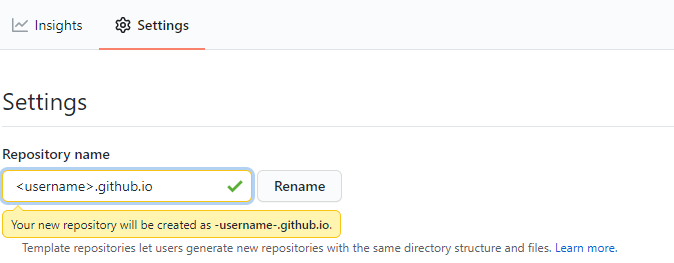 Insights Settings
Settings
Repository name
<username>.github.io Rename
Your new repository will be created as -username-.github.io.
Template repositories let users generate new repositories with the same directory structure and files. Learn more.